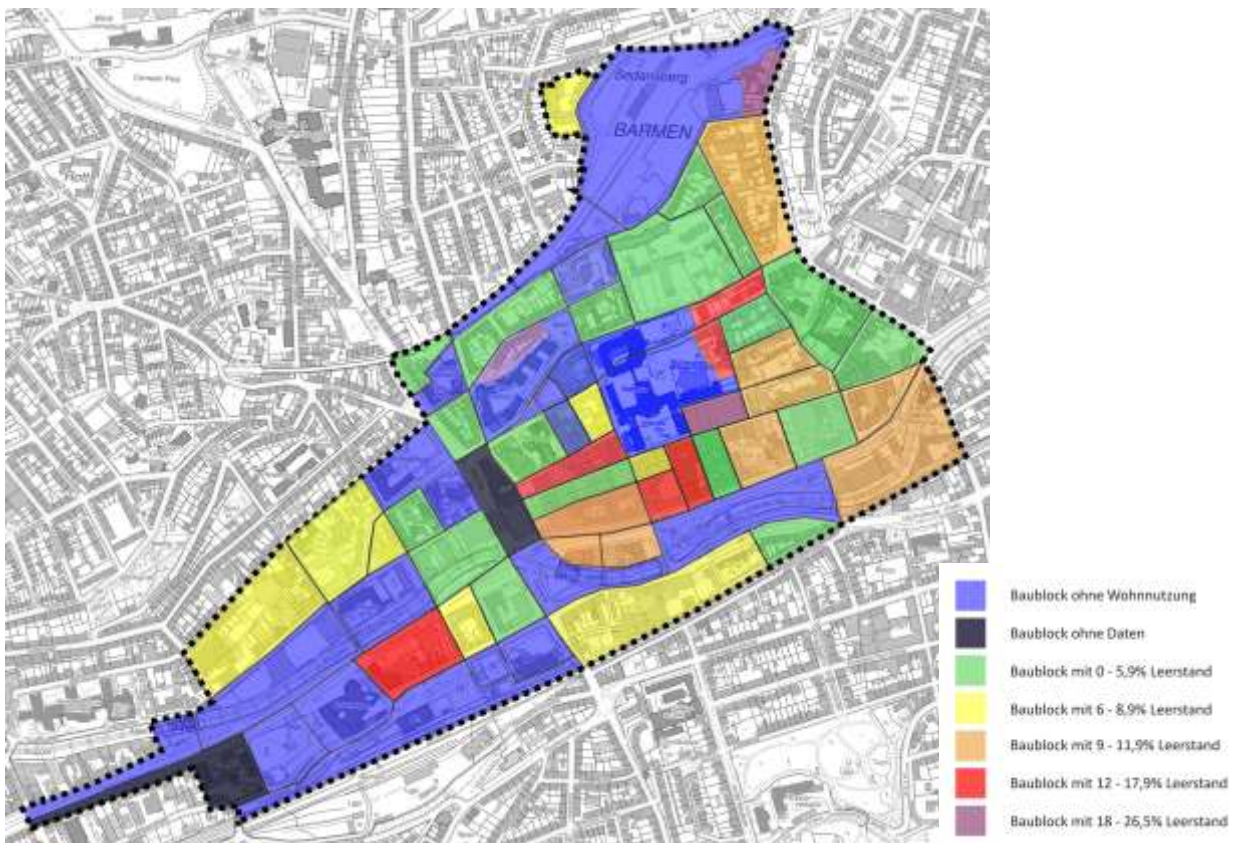 Sedansberg
BARMEN
Baublock ohne Wohnnutzung
Baublock ohne Daten
Baublock mit 0 - 5,9% Leerstand
Baublock mit 6 - 8,9% Leerstand
Baublock mit 9 - 11,9% Leerstand
Baublock mit 12 - 17,9% Leerstand
Baublock mit 18 - 26,5% Leerstand